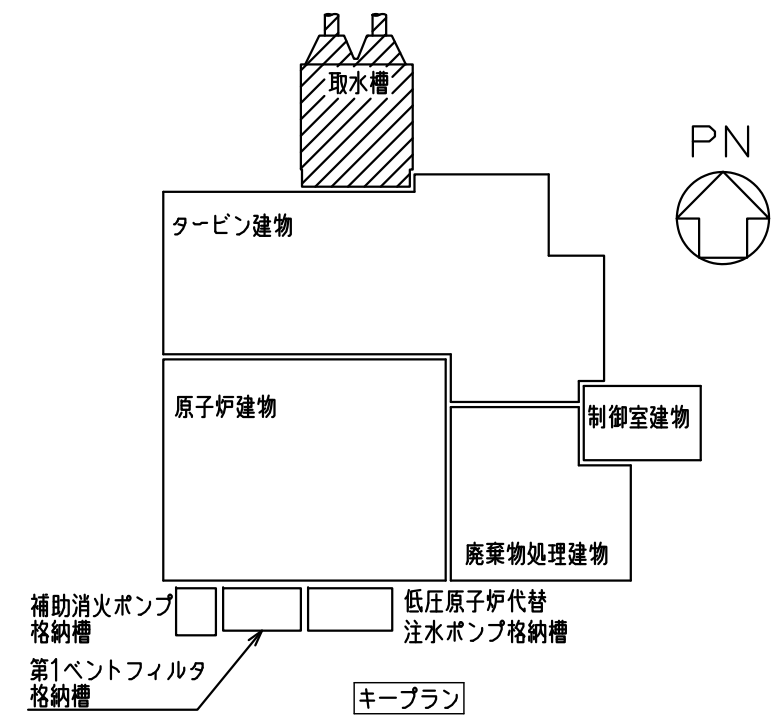 取水槽
PN
タービン建物
原子炉建物
制御室建物
廃棄物処理建物
補助消火ポンプ
格納槽
低圧原子炉代替
注水ポンプ格納槽
第1ベントフィルタ
格納槽
キープラン